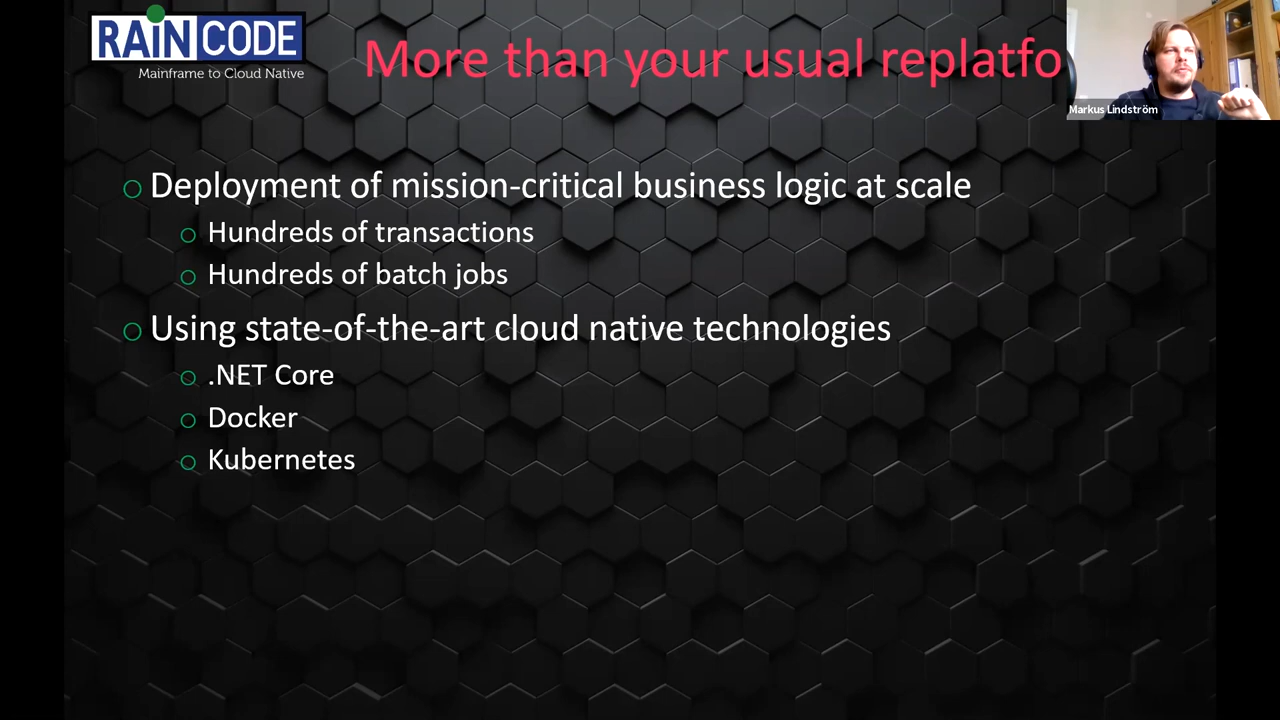 RAINCODE
Mainframe to Cloud Native
More than your usual replatfo
Markus Lindström
Deployment of mission-critical business logic at scale
Hundreds of transactions
Hundreds of batch jobs
Using state-of-the-art cloud native technologies
.NET Core
Docker
Kubernetes